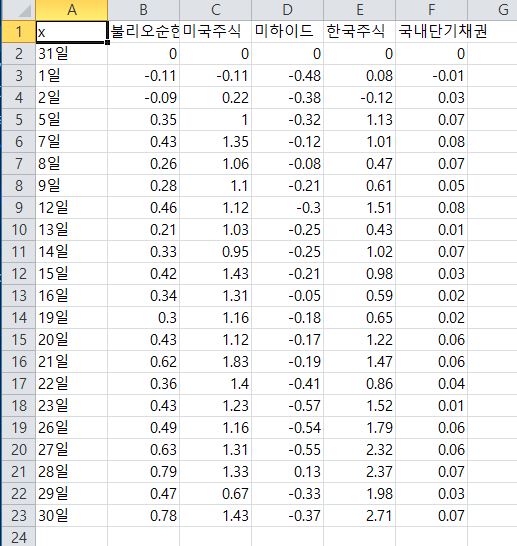 A B C D E F G
1 x 불리오순한 미국주식 미하이드 한국주식 국내단기채권
2 31일 0 0 0 0 0
3 1일 -0.11 -0.11 -0.48 0.08 -0.01
4 2일 -0.09 0.22 -0.38 -0.12 0.03
5 5일 0.35 1 -0.32 1.13 0.07
6 7일 0.43 1.35 -0.12 1.01 0.08
7 8일 0.26 1.06 -0.08 0.47 0.07
8 9일 0.28 1.1 -0.21 0.61 0.05
9 12일 0.46 1.12 -0.3 1.51 0.08
10 13일 0.21 1.03 -0.25 0.43 0.01
11 14일 0.33 0.95 -0.25 1.02 0.07
12 15일 0.42 1.43 -0.21 0.98 0.03
13 16일 0.34 1.31 -0.05 0.59 0.02
14 19일 0.3 1.16 -0.18 0.65 0.02
15 20일 0.43 1.12 -0.17 1.22 0.06
16 21일 0.62 1.83 -0.19 1.47 0.06
17 22일 0.36 1.4 -0.41 0.86 0.04
18 23일 0.43 1.23 -0.57 1.52 0.01
19 26일 0.49 1.16 -0.54 1.79 0.06
20 27일 0.63 1.31 -0.55 2.32 0.06
21 28일 0.79 1.33 0.13 2.37 0.07
22 29일 0.47 0.67 -0.33 1.98 0.03
23 30일 0.78 1.43 -0.37 2.71 0.07
24